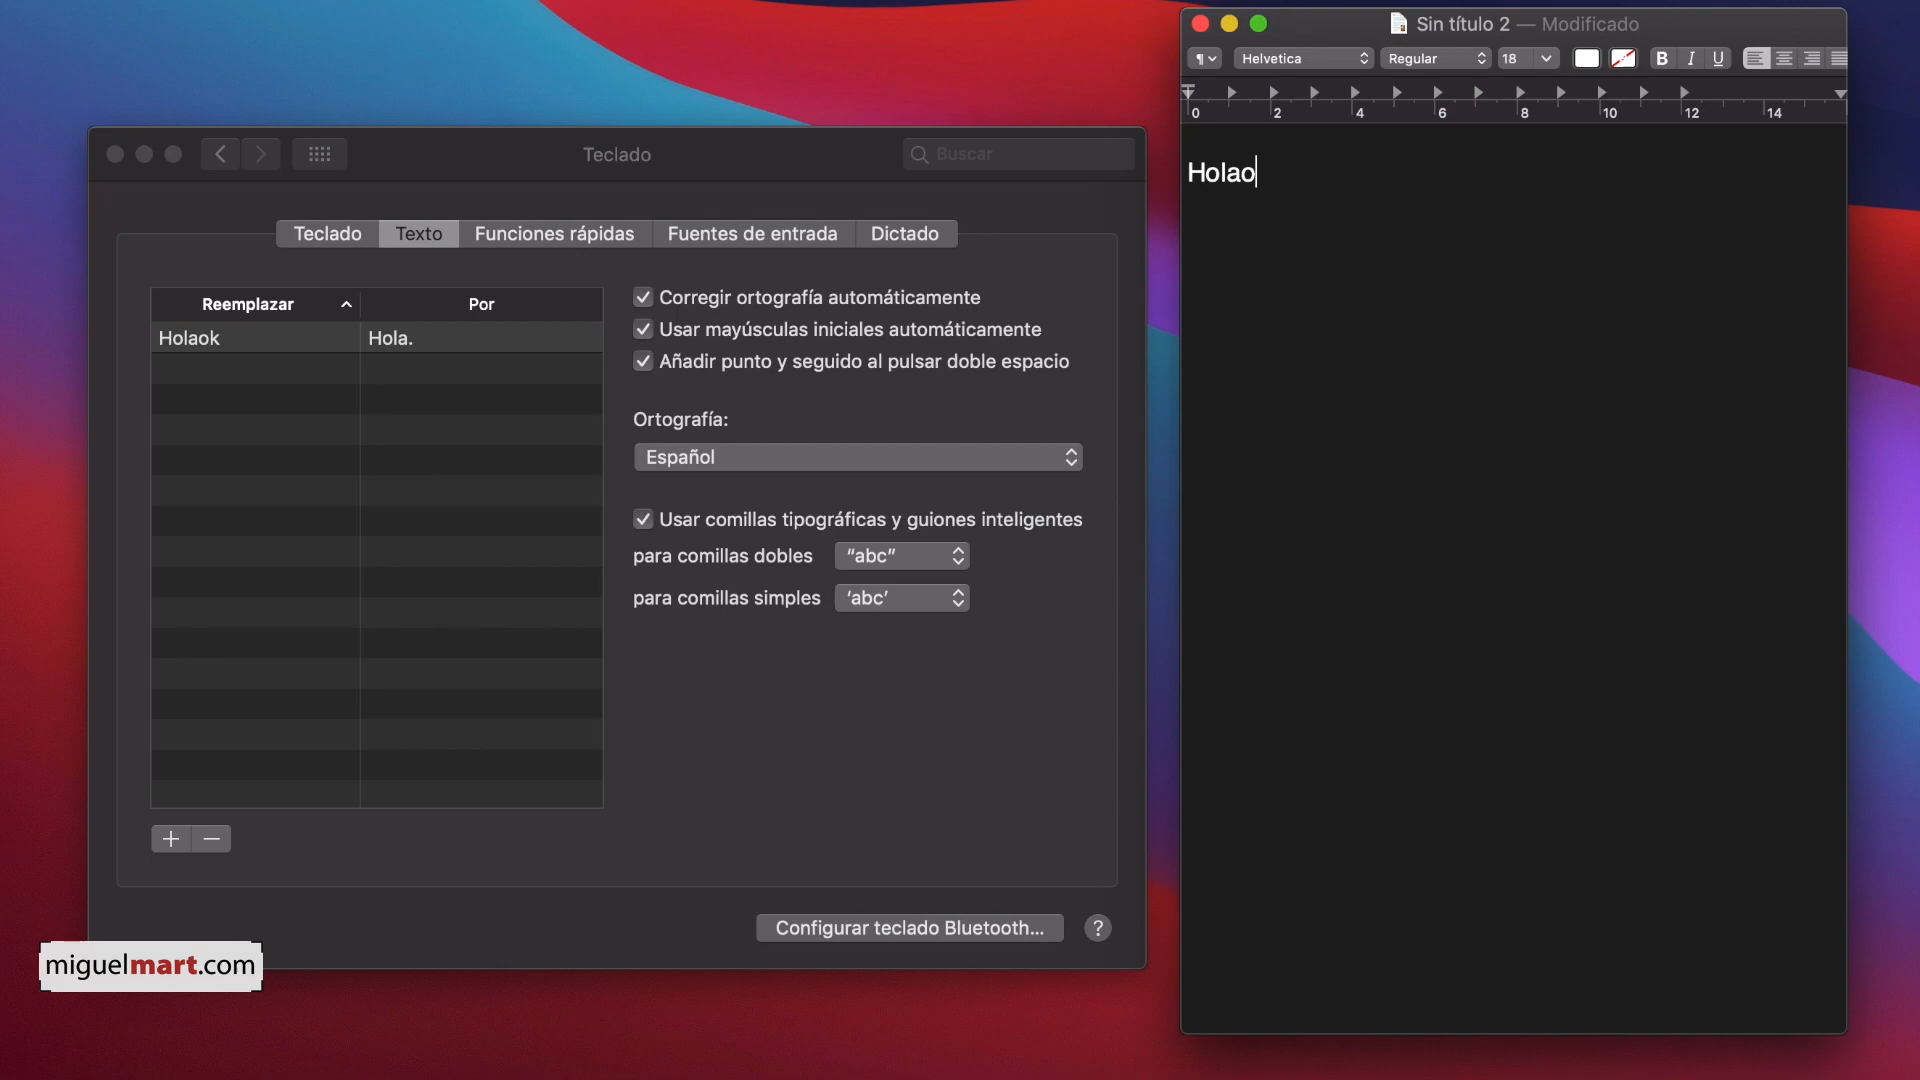 Teclado
Buscar
Teclado
Texto
Funciones rápidas
Fuentes de entrada
Dictado
Reemplazar
Por
Holaok
Hola.
Corregir ortografía automáticamente
Usar mayúsculas iniciales automáticamente
Añadir punto y seguido al pulsar doble espacio
Ortografía:
Español
Usar comillas tipográficas y guiones inteligentes
para comillas dobles
“abc”
para comillas simples
‘abc’
Configurar teclado Bluetooth...
?
miguelmart.com
Sin título 2 — Modificado
¶
Helvetica
Regular
18
B
I
U
0 2 4 6 8 10 12 14
Holao